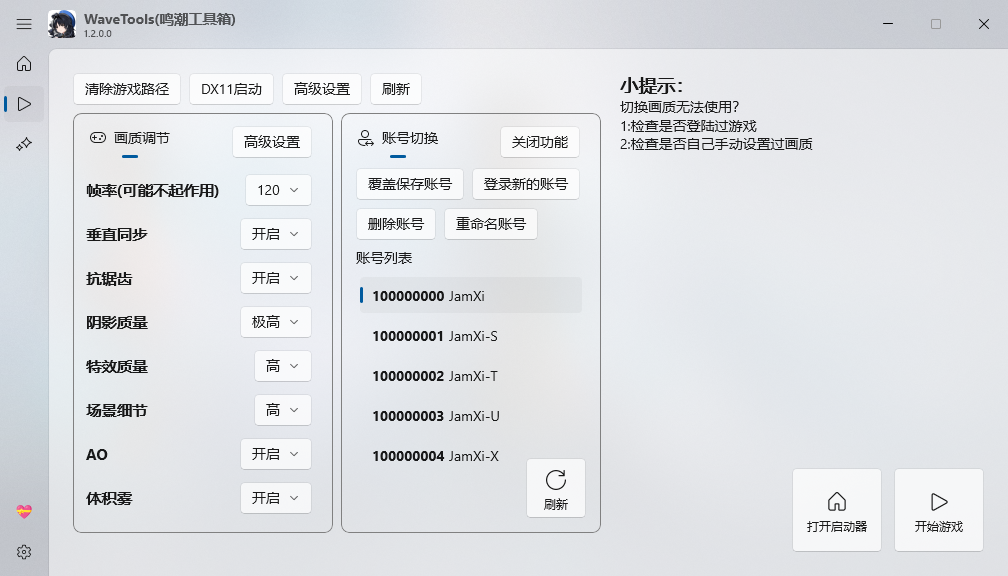 WaveTools(鸣潮工具箱)
1.2.0.0
清除游戏路径 DX11启动 高级设置 刷新
画质调节 高级设置
帧率(可能不起作用) 120
垂直同步 开启
抗锯齿 开启
阴影质量 极高
特效质量 高
场景细节 高
AO 开启
体积雾 开启
账号切换 关闭功能
覆盖保存账号 登录新的账号
删除账号 重命名账号
账号列表
100000000 JamXi
100000001 JamXi-S
100000002 JamXi-T
100000003 JamXi-U
100000004 JamXi-X
刷新
小提示：
切换画质无法使用?
1:检查是否登陆过游戏
2:检查是否自己手动设置过画质
打开启动器 开始游戏